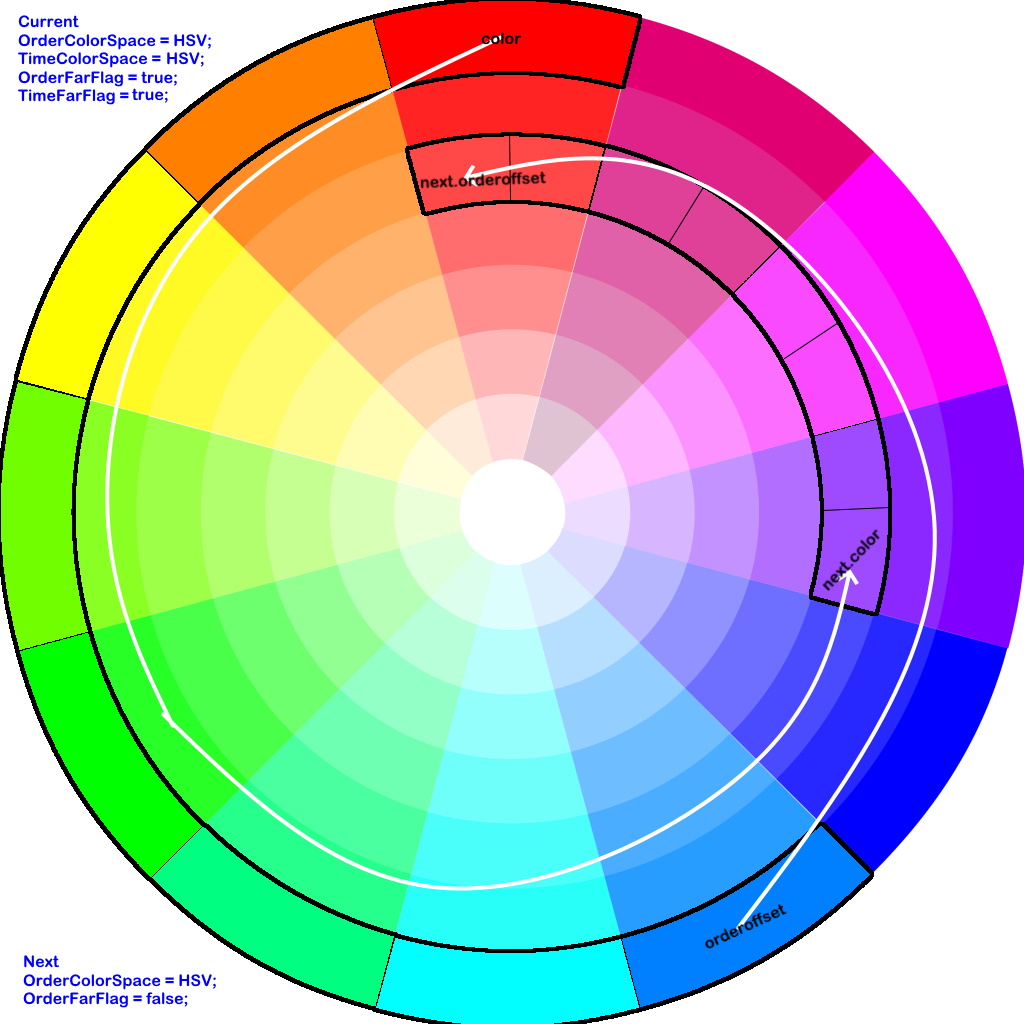 Current
OrderColorSpace = HSV;
TimeColorSpace = HSV;
OrderFarFlag = true;
TimeFarFlag = true;
color
next.orderoffset
next.color
orderoffset
Next
OrderColorSpace = HSV;
OrderFarFlag = false;